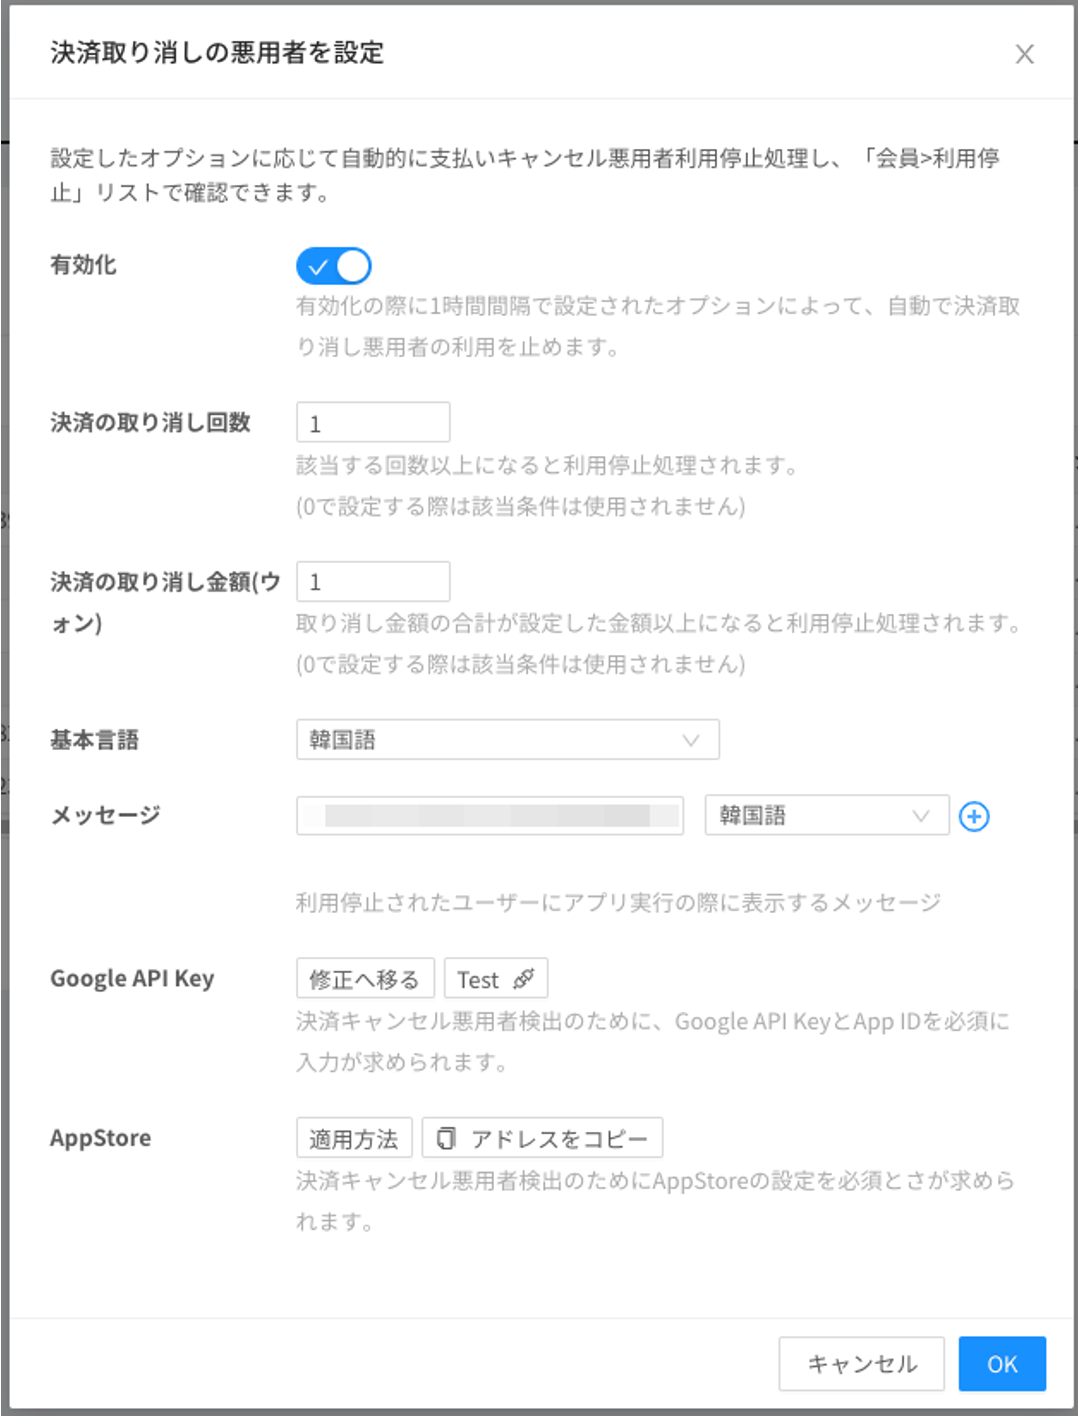 決済取り消しの悪用者を設定
設定したオプションに応じて自動的に支払いキャンセル悪用者利用停止処理し、「会員>利用停
止」リストで確認できます。
有効化
有効化の際に1時間間隔で設定されたオプションによって、自動で決済取
り消し悪用者の利用を止めます。
決済の取り消し回数
1
該当する回数以上になると利用停止処理されます。
(0で設定する際は該当条件は使用されません)
決済の取り消し金額(ウ
ォン)
1
取り消し金額の合計が設定した金額以上になると利用停止処理されます。
(0で設定する際は該当条件は使用されません)
基本言語
韓国語
メッセージ
韓国語
利用停止されたユーザーにアプリ実行の際に表示するメッセージ
Google API Key
修正へ移る
Test
決済キャンセル悪用者検出のために、Google API KeyとApp IDを必須に
入力が求められます。
AppStore
適用方法
アドレスをコピー
決済キャンセル悪用者検出のためにAppStoreの設定を必須とさが求めら
れます。
キャンセル
OK